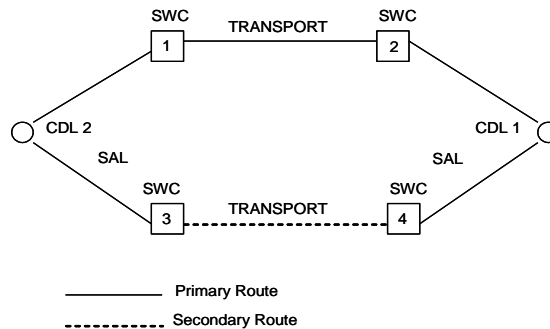 SWC
TRANSPORT
SWC
1
2
CDL 2
CDL 1
SAL
SAL
SWC
SWC
TRANSPORT
3
4
Primary Route
Secondary Route